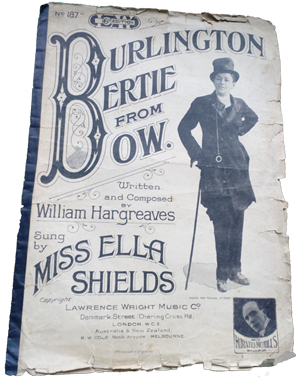 No 187
BURLINGTON
BERTIE
FROM
BOW.
Written
and Composed
BY
William Hargreaves
Sung
by
MISS ELLA
SHIELDS
Copyright
LAWRENCE WRIGHT MUSIC Co
Denmark Street (Charing Cross Rd,
LONDON. W.C.2.
Australia & New Zealand,
MELBOURNE.